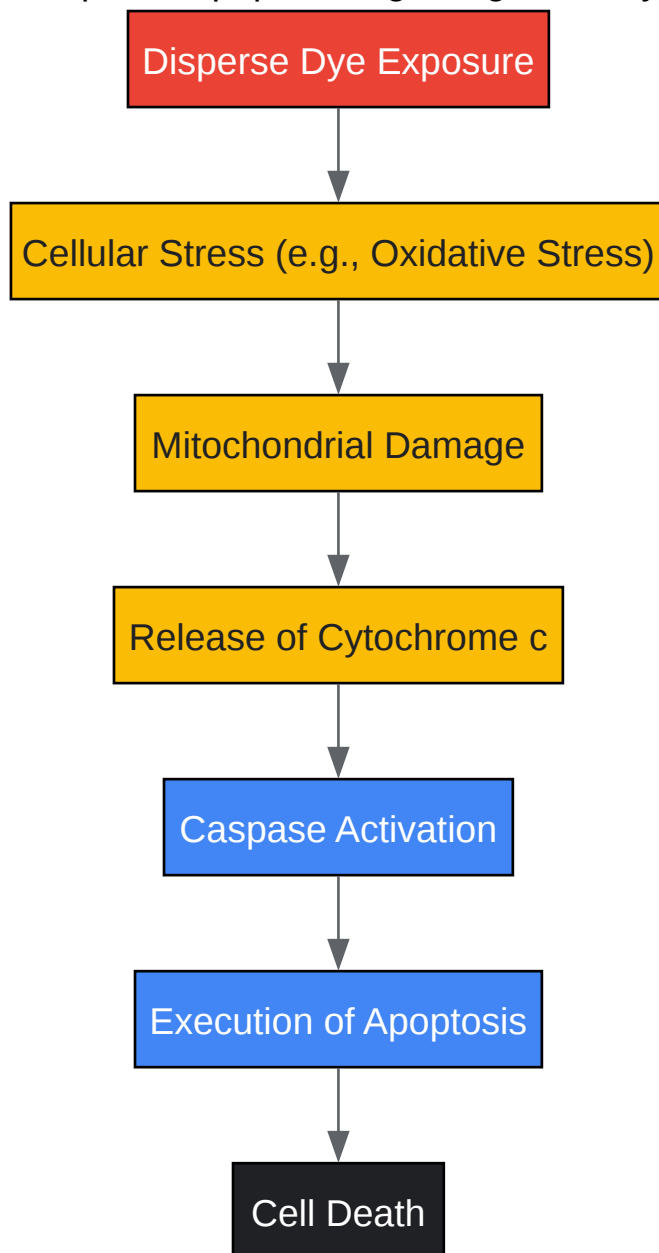 Disperse Dye Exposure
Cellular Stress (e.g., Oxidative Stress)
Mitochondrial Damage
Release of Cytochrome c
Caspase Activation
Execution of Apoptosis
Cell Death